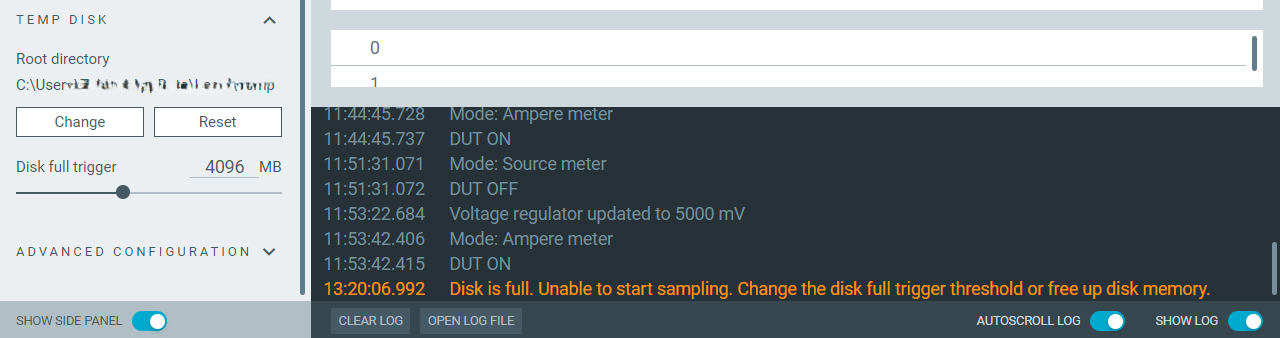 TEMP DISK
Root directory
C:\User
Change
Reset
Disk full trigger
4096 MB
ADVANCED CONFIGURATION
SHOW SIDE PANEL
0
1
11:44:45.728 Mode: Ampere meter
11:44:45.737 DUT ON
11:51:31.071 Mode: Source meter
11:51:31.072 DUT OFF
11:53:22.684 Voltage regulator updated to 5000 mV
11:53:42.406 Mode: Ampere meter
11:53:42.415 DUT ON
13:20:06.992 Disk is full. Unable to start sampling. Change the disk full trigger threshold or free up disk memory.
CLEAR LOG
OPEN LOG FILE
AUTOSCROLL LOG
SHOW LOG